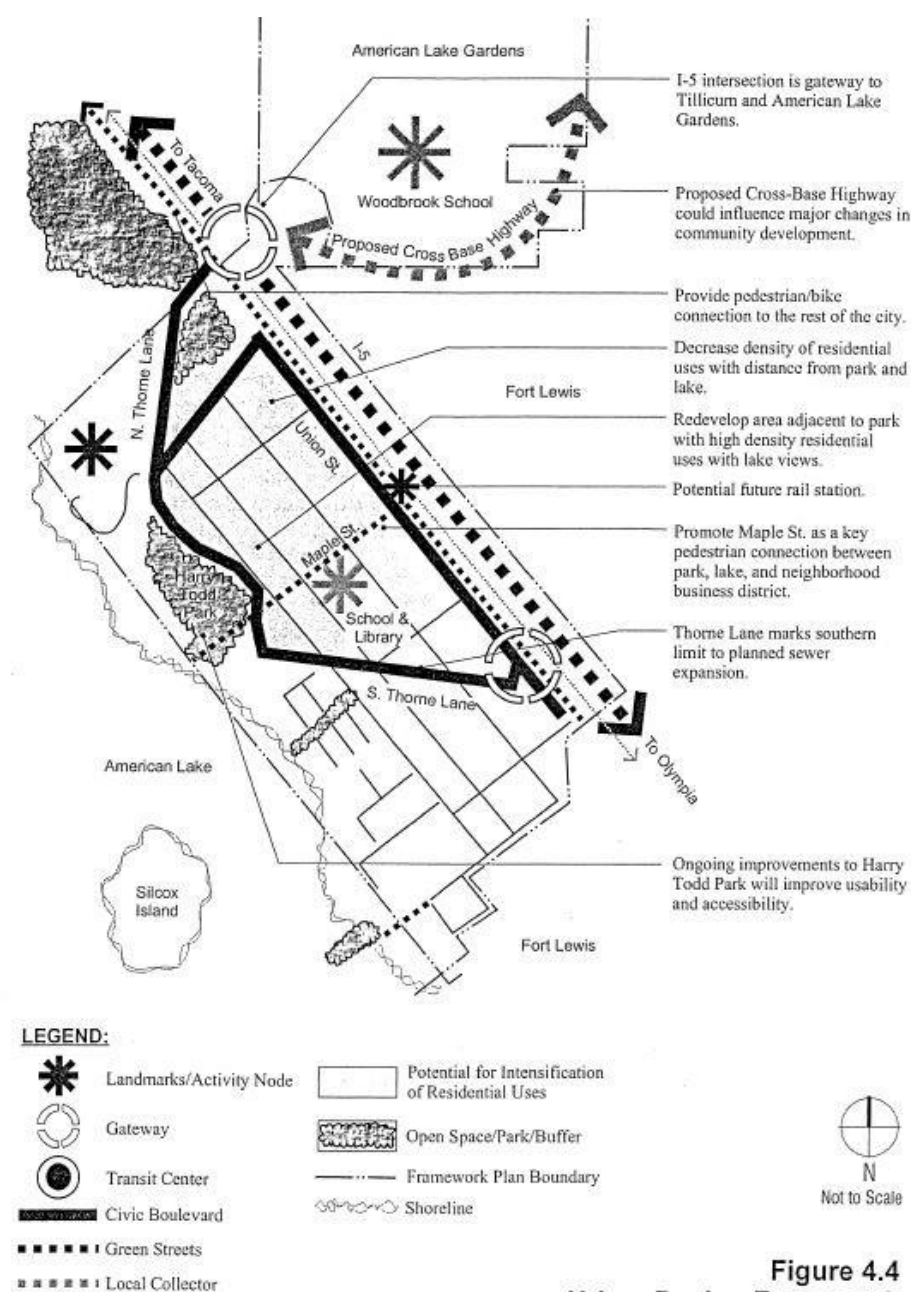 American Lake Gardens
I-5 intersection is gateway to
Tillicum and American Lake
Gardens.
To Tacoma
Woodbrook School
Proposed Cross Base Highway
Proposed Cross-Base Highway
could influence major changes in
community development.
Provide pedestrian/bike
connection to the rest of the city.
I-5
N. Thorne Lane
Decrease density of residential
uses with distance from park and
lake.
Fort Lewis
Union St.
Redevelop area adjacent to park
with high density residential
uses with lake views.
Potential future rail station.
Maple St.
Promote Maple St. as a key
pedestrian connection between
park, lake, and neighborhood
business district.
Harry
Todd
Park
School &
Library
Thorne Lane marks southern
limit to planned sewer
expansion.
S. Thorne Lane
To Olympia
American Lake
Silcox
Island
Ongoing improvements to Harry
Todd Park will improve usability
and accessibility.
Fort Lewis
LEGEND:
Landmarks/Activity Node
Gateway
Transit Center
Civic Boulevard
Green Streets
Local Collector
Potential for Intensification
of Residential Uses
Open Space/Park/Buffer
Framework Plan Boundary
Shoreline
N
Not to Scale
Figure 4.4